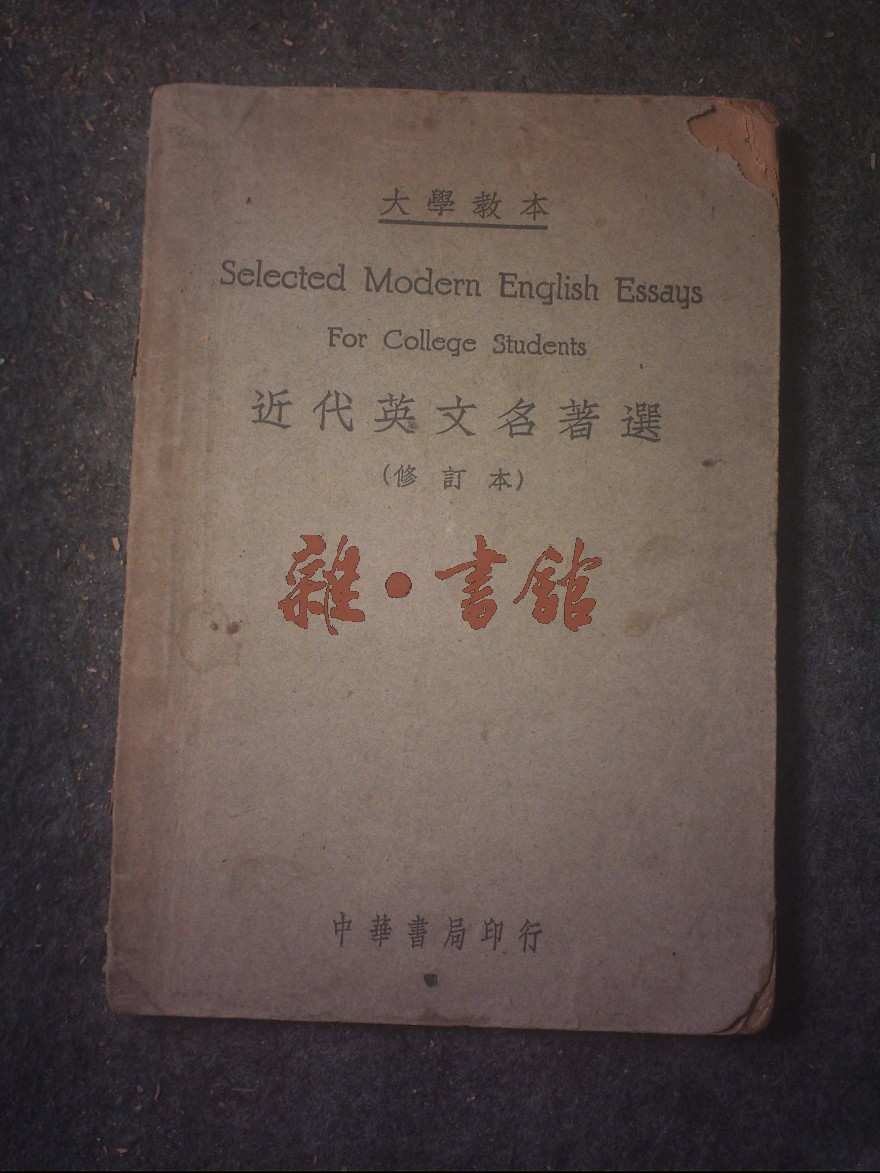 大學教本
Selected Modern English Essays
For College Students
近代英文名著選
(修訂本)
雜·書館
中華書局印行